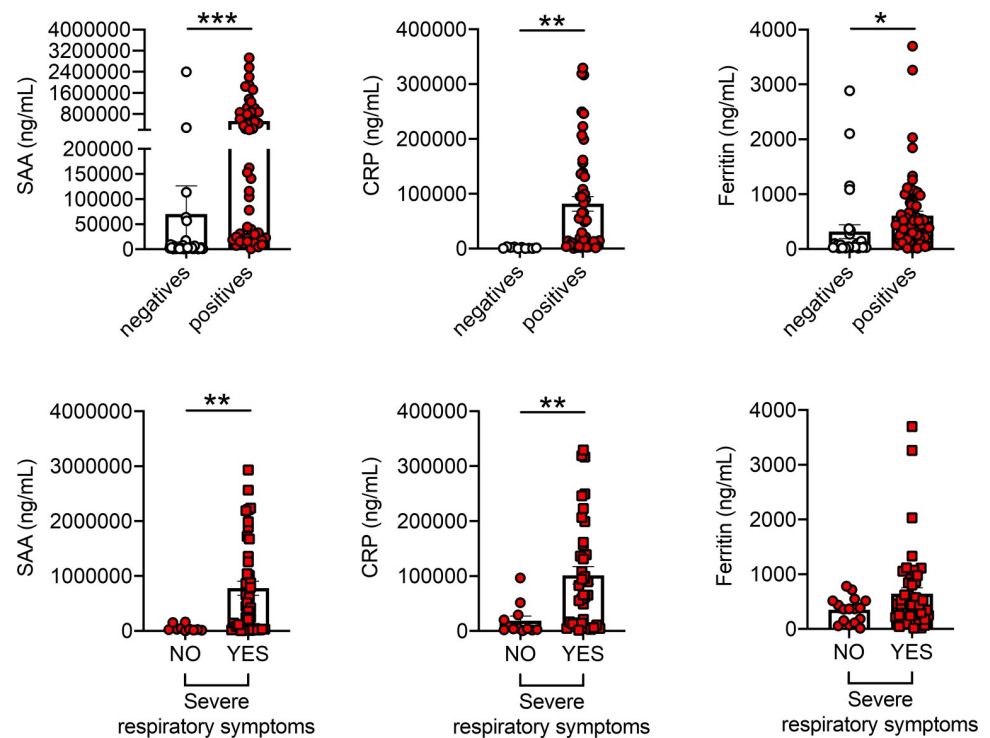 ***
SAA (ng/mL)
4000000
3200000
2400000
1600000
800000
200000
150000
100000
50000
0
negatives
positives
**
CRP (ng/mL)
400000
300000
200000
100000
0
negatives
positives
*
Ferritin (ng/mL)
4000
3000
2000
1000
0
negatives
positives
**
SAA (ng/mL)
4000000
3000000
2000000
1000000
0
NO YES
Severe
respiratory symptoms
**
CRP (ng/mL)
400000
300000
200000
100000
0
NO YES
Severe
respiratory symptoms
Ferritin (ng/mL)
4000
3000
2000
1000
0
NO YES
Severe
respiratory symptoms